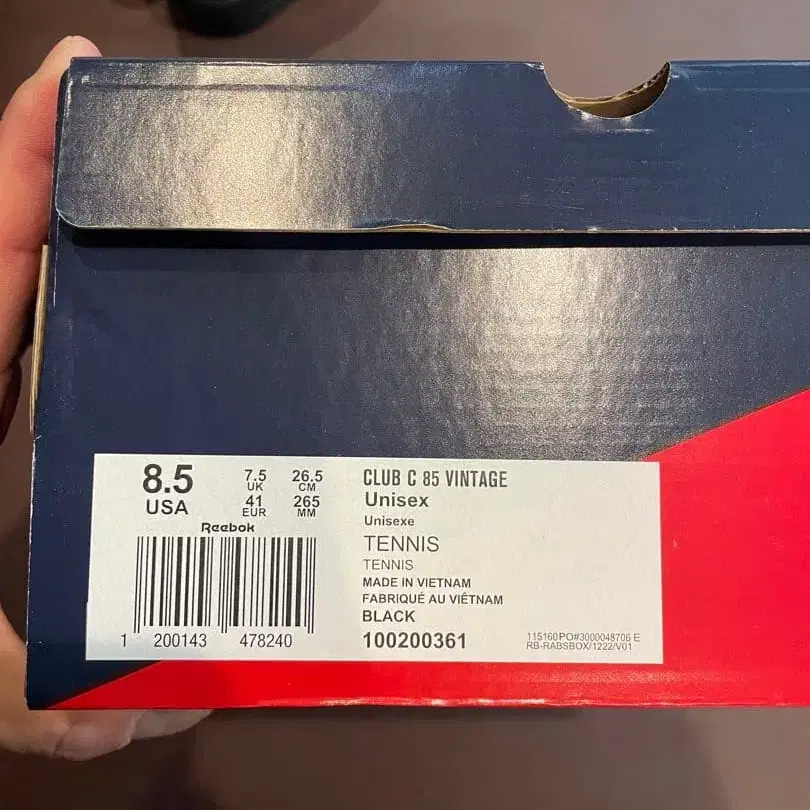 8.5
USA
7.5
UK
41
EUR
26.5
CM
265
MM
Reebok
1 200143 478240
CLUB C 85 VINTAGE
Unisex
Unisexe
TENNIS
TENNIS
MADE IN VIETNAM
FABRIQUÉ AU VIÊTNAM
BLACK
100200361
115160PO#3000048706 E
RB-RABSBOX/1222/V01